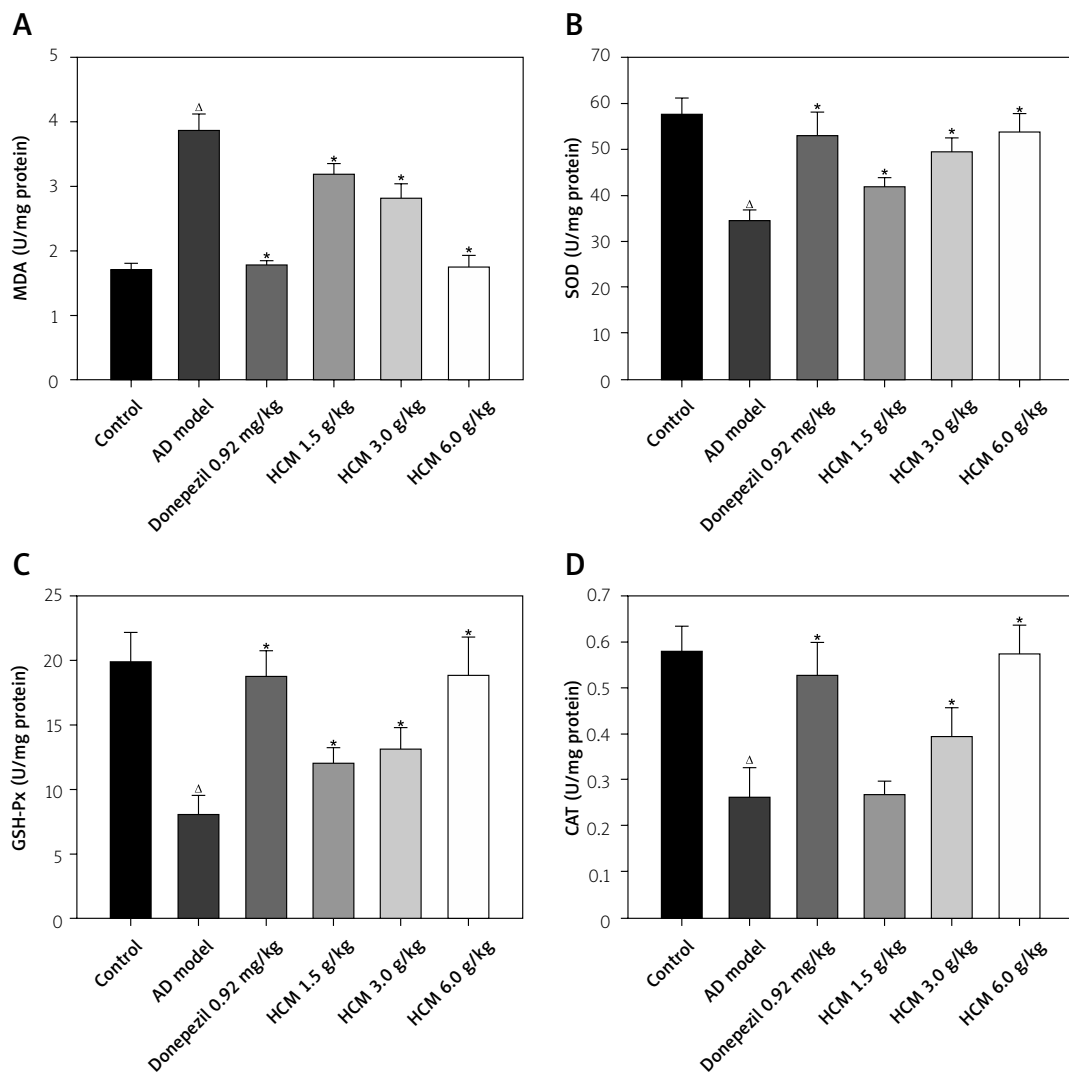 A
MDA (U/mg protein)
5
4
3
2
1
0
Δ
*
*
*
*
Control
AD model
Donepezil 0.92 mg/kg
HCM 1.5 g/kg
HCM 3.0 g/kg
HCM 6.0 g/kg
B
SOD (U/mg protein)
70
60
50
40
30
20
10
0
Δ
*
*
*
*
Control
AD model
Donepezil 0.92 mg/kg
HCM 1.5 g/kg
HCM 3.0 g/kg
HCM 6.0 g/kg
C
GSH-Px (U/mg protein)
25
20
15
10
5
0
Δ
*
*
*
*
Control
AD model
Donepezil 0.92 mg/kg
HCM 1.5 g/kg
HCM 3.0 g/kg
HCM 6.0 g/kg
D
CAT (U/mg protein)
0.7
0.6
0.5
0.4
0.3
0.2
0.1
0
Δ
*
*
*
Control
AD model
Donepezil 0.92 mg/kg
HCM 1.5 g/kg
HCM 3.0 g/kg
HCM 6.0 g/kg